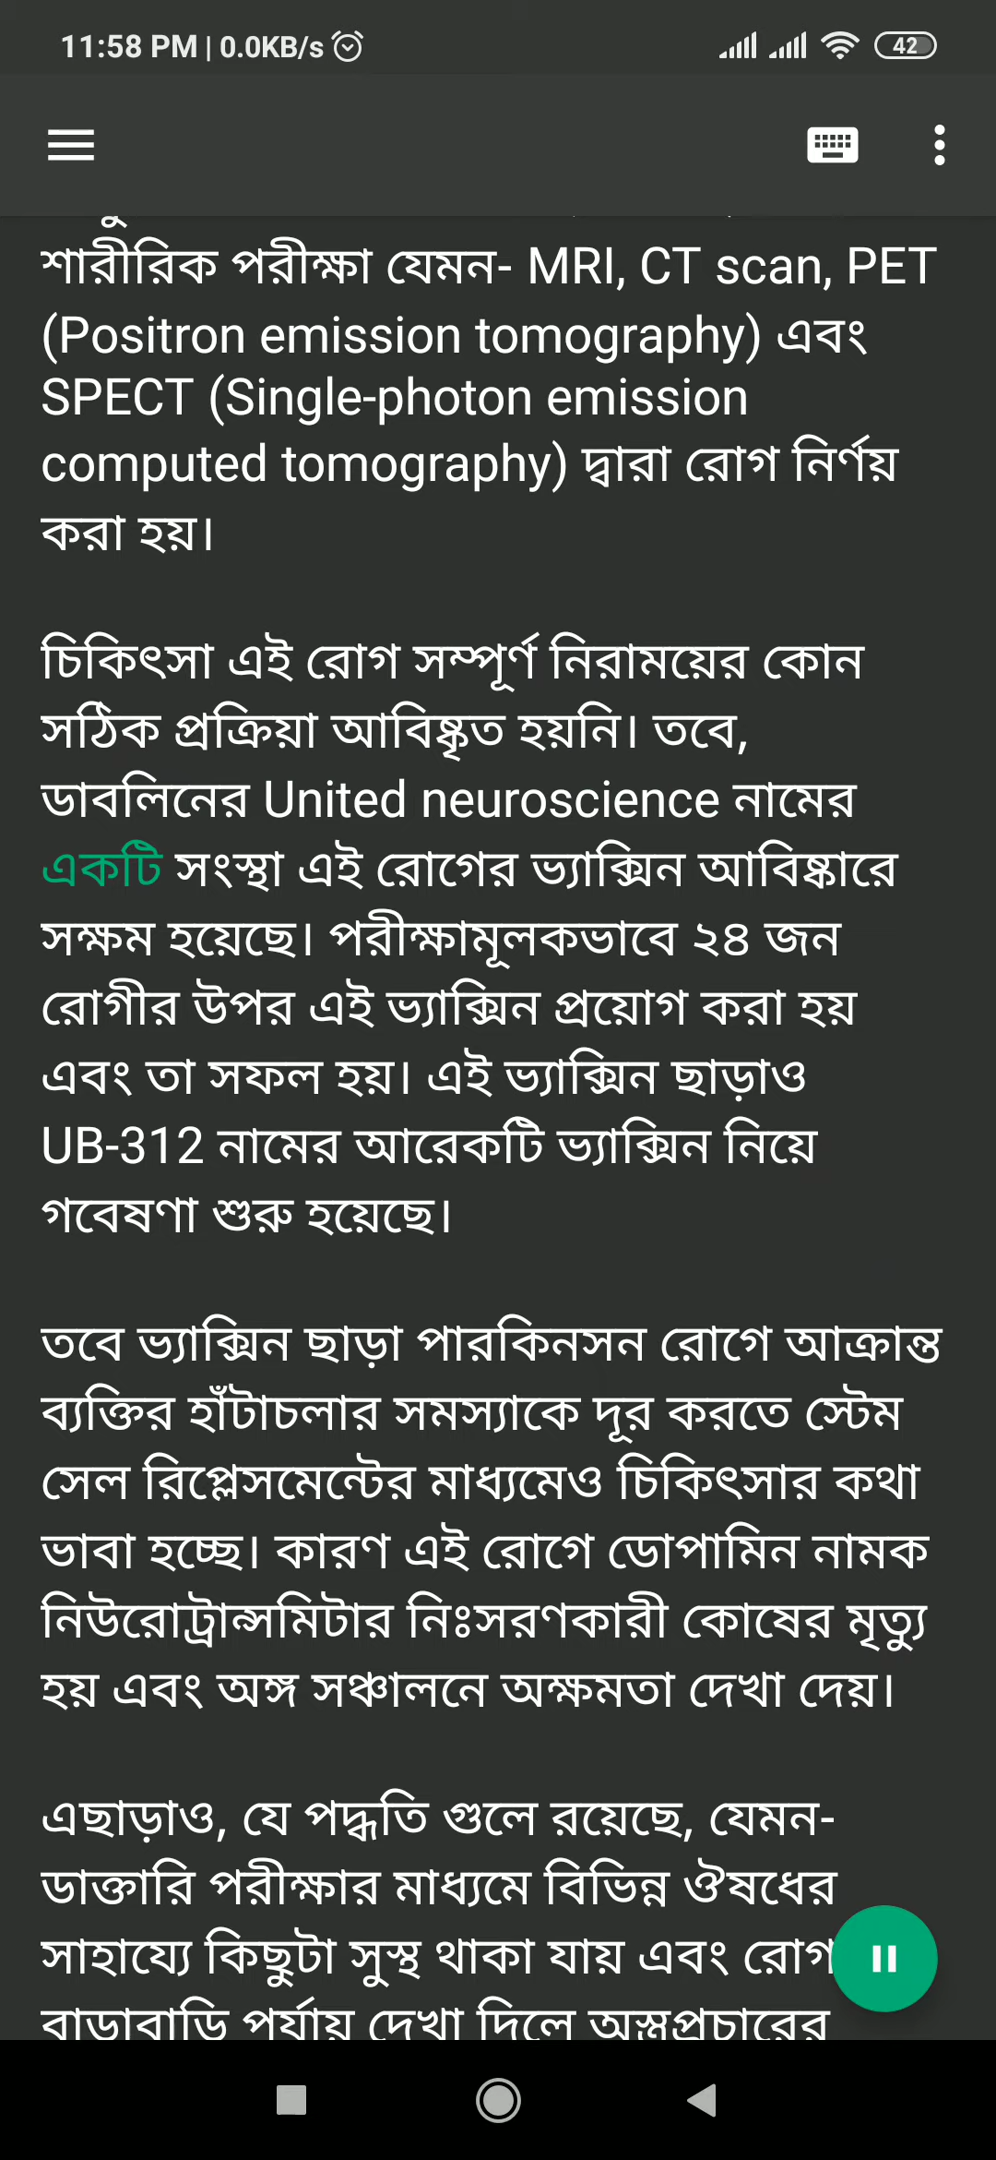 11:58 PM | 0.0KB/s
42
শারীরিক পরীক্ষা যেমন- MRI, CT scan, PET
(Positron emission tomography) এবং
SPECT (Single-photon emission
computed tomography) দ্বারা রোগ নির্ণয়
করা হয়।
চিকিৎসা এই রোগ সম্পূর্ণ নিরাময়ের কোন
সঠিক প্রক্রিয়া আবিষ্কৃত হয়নি। তবে,
ডাবলিনের United neuroscience নামের
একটি সংস্থা এই রোগের ভ্যাক্সিন আবিষ্কারে
সক্ষম হয়েছে। পরীক্ষামূলকভাবে ২৪ জন
রোগীর উপর এই ভ্যাক্সিন প্রয়োগ করা হয়
এবং তা সফল হয়। এই ভ্যাক্সিন ছাড়াও
UB-312 নামের আরেকটি ভ্যাক্সিন নিয়ে
গবেষণা শুরু হয়েছে।
তবে ভ্যাক্সিন ছাড়া পারকিনসন রোগে আক্রান্ত
ব্যক্তির হাঁটাচলার সমস্যাকে দূর করতে স্টেম
সেল রিপ্লেসমেন্টের মাধ্যমেও চিকিৎসার কথা
ভাবা হচ্ছে। কারণ এই রোগে ডোপামিন নামক
নিউরোট্রান্সমিটার নিঃসরণকারী কোষের মৃত্যু
হয় এবং অঙ্গ সঞ্চালনে অক্ষমতা দেখা দেয়।
এছাড়াও, যে পদ্ধতি গুলে রয়েছে, যেমন-
ডাক্তারি পরীক্ষার মাধ্যমে বিভিন্ন ঔষধের
সাহায্যে কিছুটা সুস্থ থাকা যায় এবং রোগ
বাড়াবাড়ি পর্যায় দেখা দিলে অস্ত্রপ্রচারের